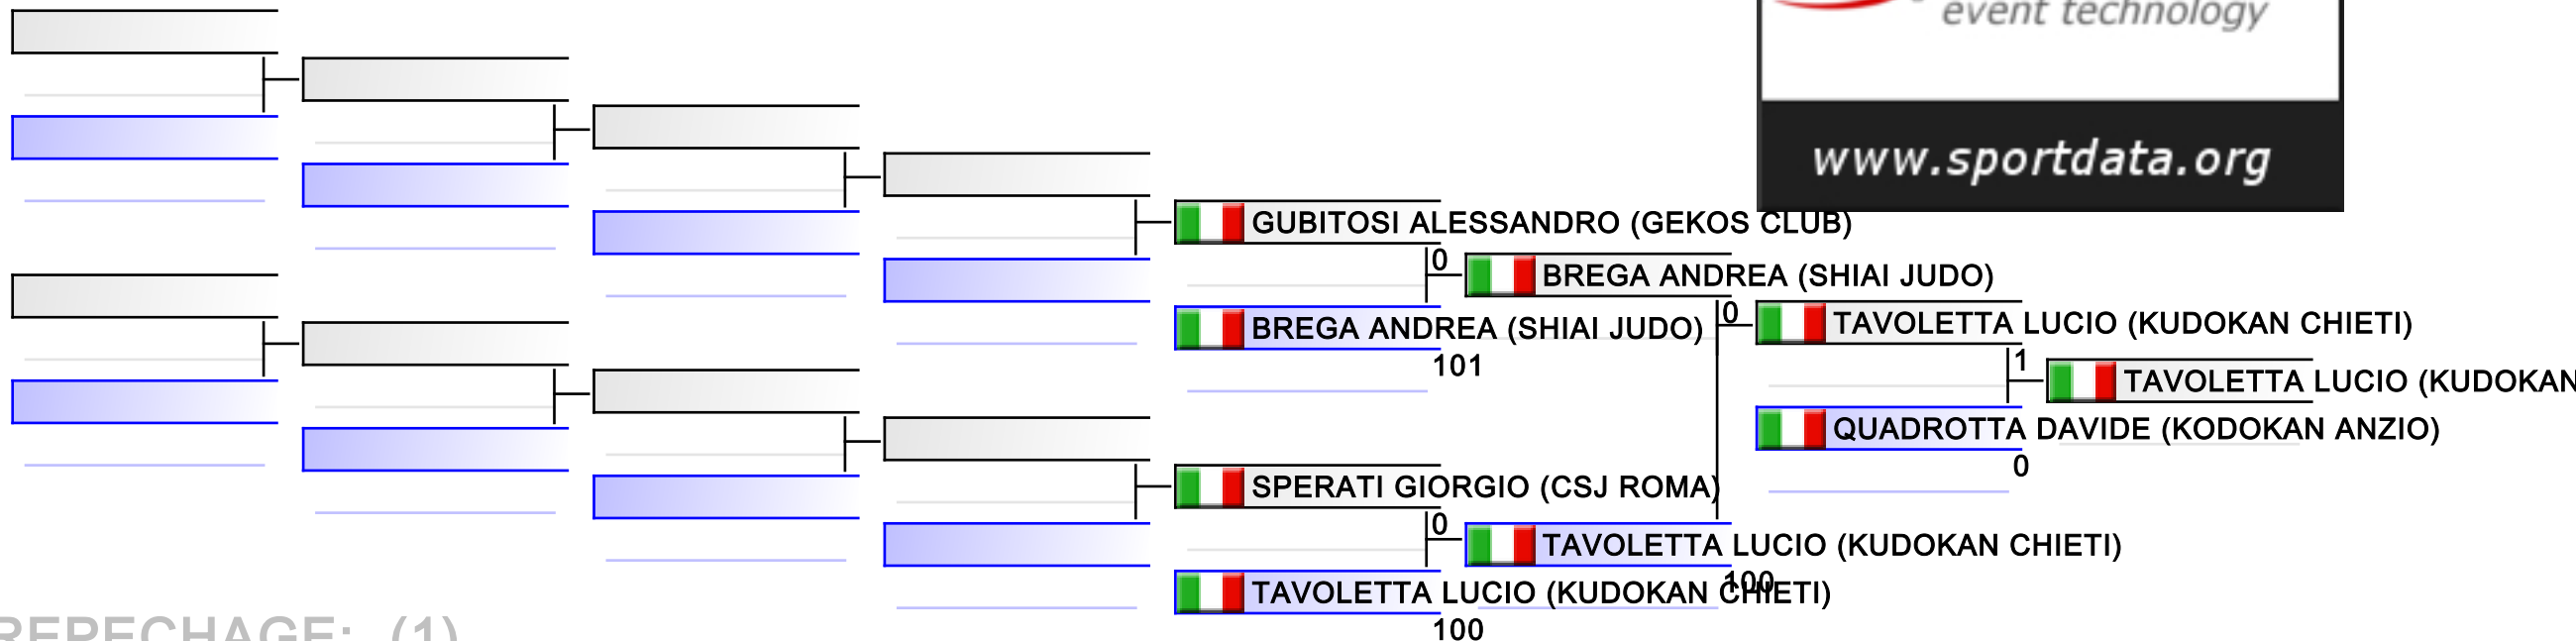 event technology
www.sportdata.org
GUBITOSI ALESSANDRO (GEKOS CLUB)
0
BREGA ANDREA (SHIAI JUDO)
0
BREGA ANDREA (SHIAI JUDO)
101
TAVOLETTA LUCIO (KUDOKAN CHIETI)
1
TAVOLETTA LUCIO (KUDOKAN
QUADROTTA DAVIDE (KODOKAN ANZIO)
0
SPERATI GIORGIO (CSJ ROMA)
0
TAVOLETTA LUCIO (KUDOKAN CHIETI)
100
TAVOLETTA LUCIO (KUDOKAN CHIETI)
100
REPECHAGE: (1)